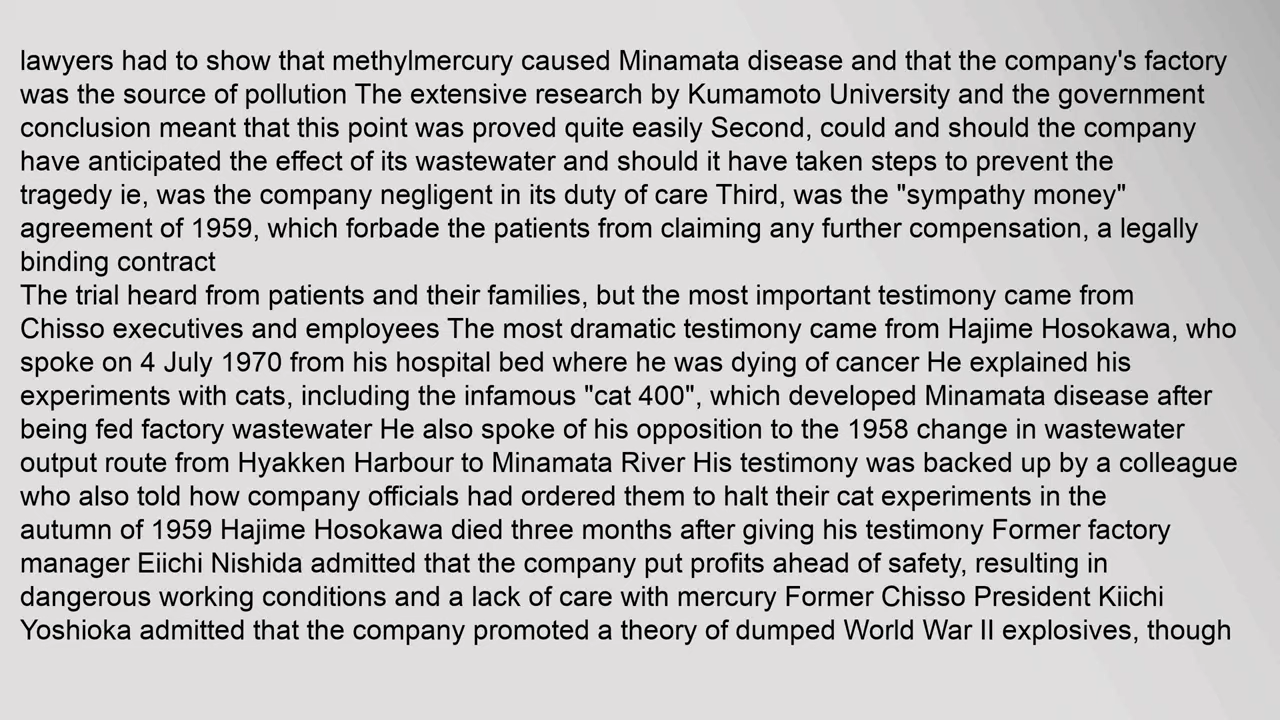 lawyers had to show that methylmercury caused Minamata disease and that the company's factory
was the source of pollution The extensive research by Kumamoto University and the government
conclusion meant that this point was proved quite easily Second, could and should the company
have anticipated the effect of its wastewater and should it have taken steps to prevent the
tragedy ie, was the company negligent in its duty of care Third, was the "sympathy money"
agreement of 1959, which forbade the patients from claiming any further compensation, a legally
binding contract
The trial heard from patients and their families, but the most important testimony came from
Chisso executives and employees The most dramatic testimony came from Hajime Hosokawa, who
spoke on 4 July 1970 from his hospital bed where he was dying of cancer He explained his
experiments with cats, including the infamous "cat 400", which developed Minamata disease after
being fed factory wastewater He also spoke of his opposition to the 1958 change in wastewater
output route from Hyakken Harbour to Minamata River His testimony was backed up by a colleague
who also told how company officials had ordered them to halt their cat experiments in the
autumn of 1959 Hajime Hosokawa died three months after giving his testimony Former factory
manager Eiichi Nishida admitted that the company put profits ahead of safety, resulting in
dangerous working conditions and a lack of care with mercury Former Chisso President Kiichi
Yoshioka admitted that the company promoted a theory of dumped World War II explosives, though